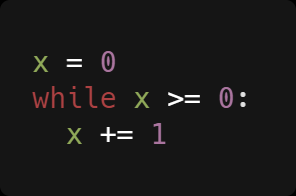 x = 0
while x >= 0:
  x += 1